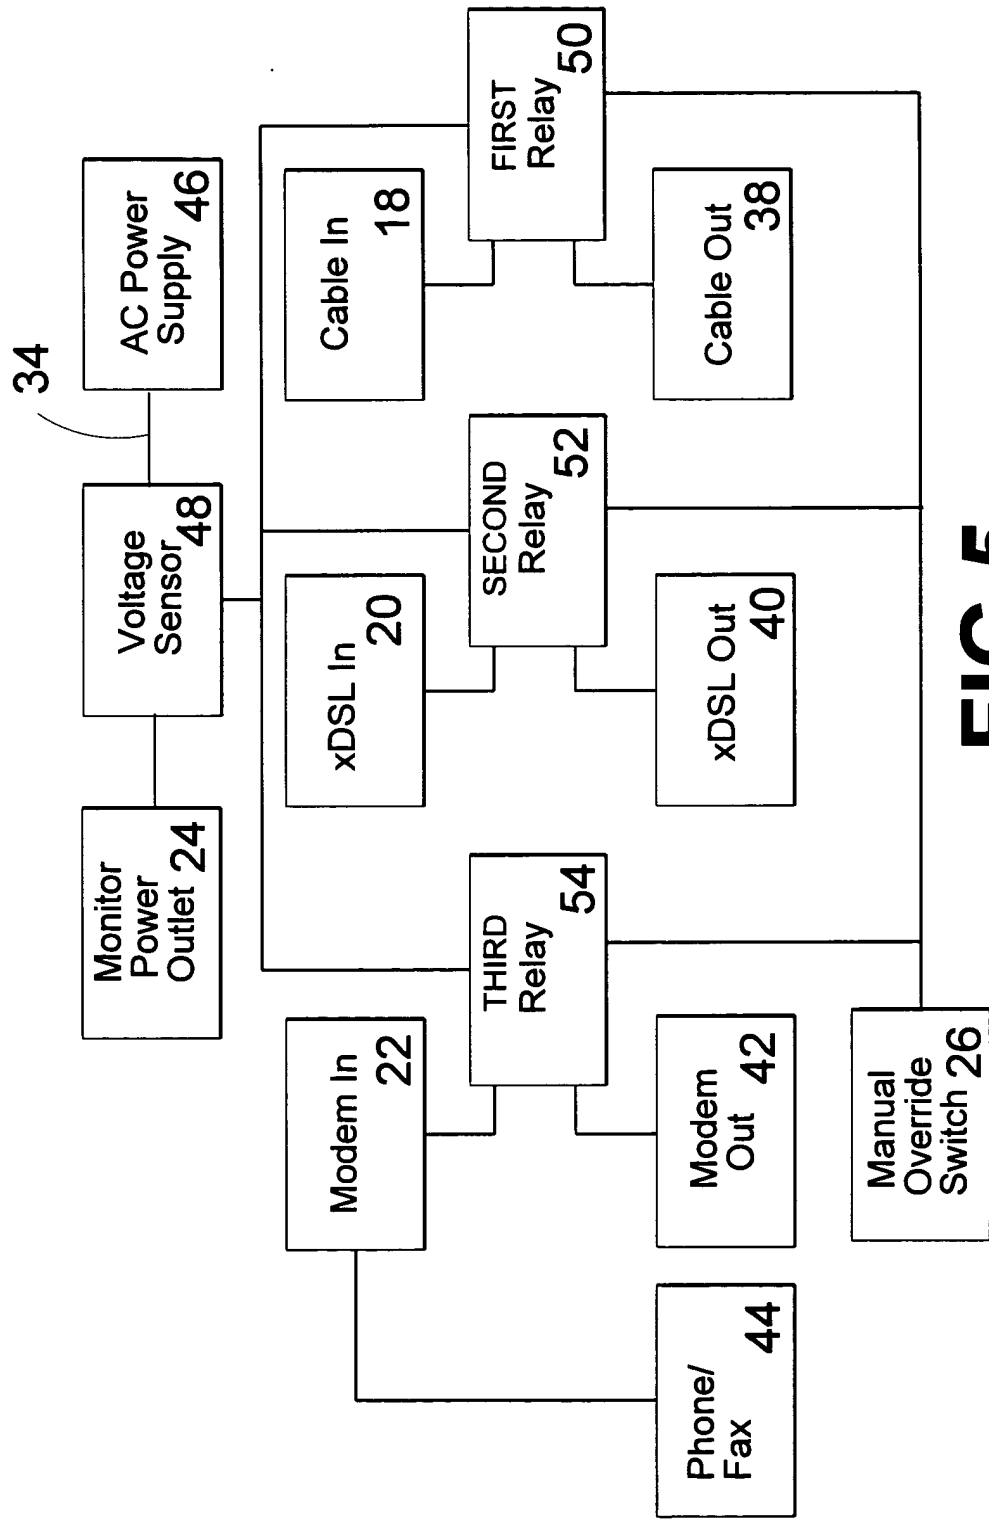 34
Monitor
Power
Outlet 24
Voltage
Sensor
48
AC Power
Supply 46
Modem In
22
xDSL In
20
Cable In
18
THIRD
Relay
54
SECOND
Relay
52
FIRST
Relay
50
Phone/
Fax
44
Modem
Out
42
xDSL Out
40
Cable Out
38
Manual
Override
Switch 26
FIG. 5